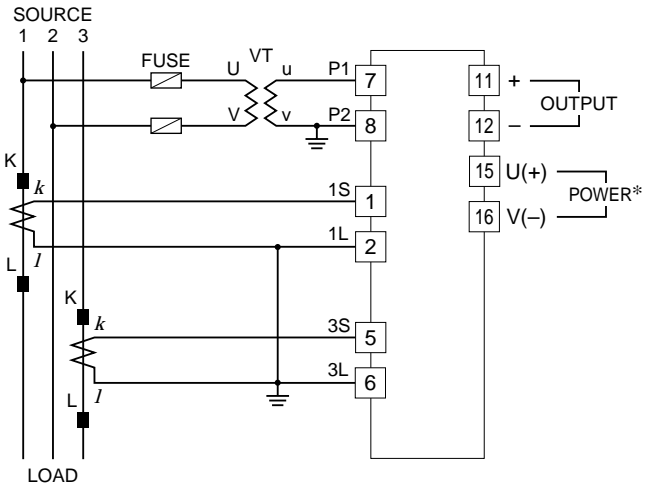 SOURCE
1 2 3
FUSE
VT
U u
P1
7
11 +
OUTPUT
V v
P2
8
12 –
15 U(+)
POWER*
16 V(–)
K
k
1S
1
1L
2
L l
K
k
3S
5
3L
6
L l
LOAD